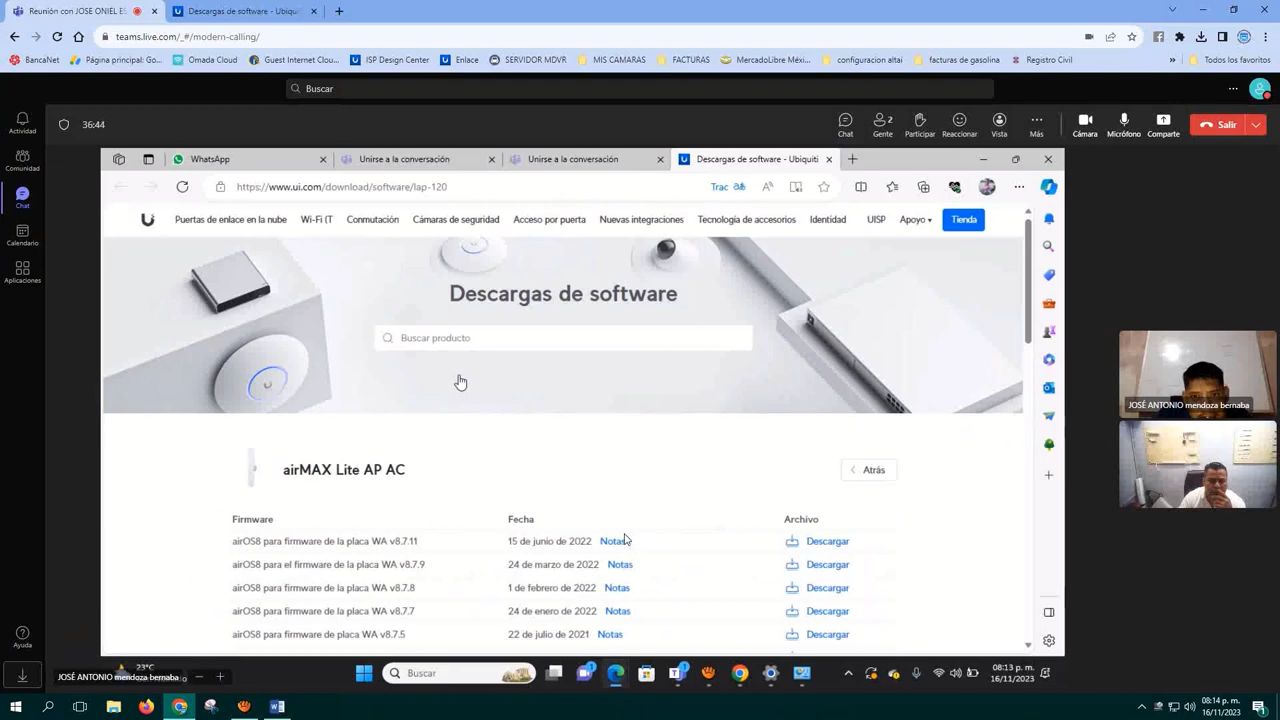 Reunión con JOSE ONIEL ES
Descargas de software - Ubiquiti
teams.live.com/_#/modern-calling/
BancaNet
Página principal: Go...
Omada Cloud
Guest Internet Clou...
ISP Design Center
Enlace
SERVIDOR MDVR
MIS CAMARAS
FACTURAS
MercadoLibre Méxi...
configuracion altai
facturas de gasolina
Registro Civil
Todos los favoritos
Buscar
36:44
Chat
2
Gente
Participar
Reaccionar
Vista
Más
Cámara
Micrófono
Comparte
Salir
Actividad
Comunidad
Chat
Calendario
Aplicaciones
Ayuda
WhatsApp
Unirse a la conversación
Unirse a la conversación
Descargas de software - Ubiquiti
https://www.ui.com/download/software/lap-120
Trac
Puertas de enlace en la nube
Wi-Fi (T
Conmutación
Cámaras de seguridad
Acceso por puerta
Nuevas integraciones
Tecnología de accesorios
Identidad
UISP
Apoyo
Tienda
Descargas de software
Buscar producto
airMAX Lite AP AC
Atrás
Firmware Fecha Archivo
airOS8 para firmware de la placa WA v8.7.11 15 de junio de 2022 Notas Descargar
airOS8 para el firmware de la placa WA v8.7.9 24 de marzo de 2022 Notas Descargar
airOS8 para firmware de la placa WA v8.7.8 1 de febrero de 2022 Notas Descargar
airOS8 para firmware de la placa WA v8.7.7 24 de enero de 2022 Notas Descargar
airOS8 para firmware de placa WA v8.7.5 22 de julio de 2021 Notas Descargar
JOSÉ ANTONIO mendoza bernaba
23°C
JOSÉ ANTONIO mendoza bernaba
Buscar
08:13 p. m.
16/11/2023
08:14 p. m.
16/11/2023